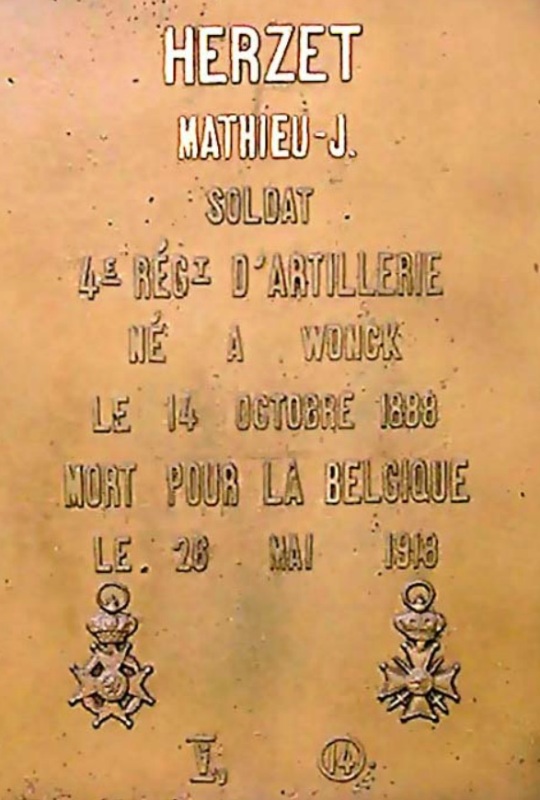 HERZET
MATHIEU-J.
SOLDAT
4E RÉGT D'ARTILLERIE
NÉ A WONCK
LE 14 OCTOBRE 1888
MORT POUR LA BELGIQUE
LE. 26 MAI 1918
V, 14